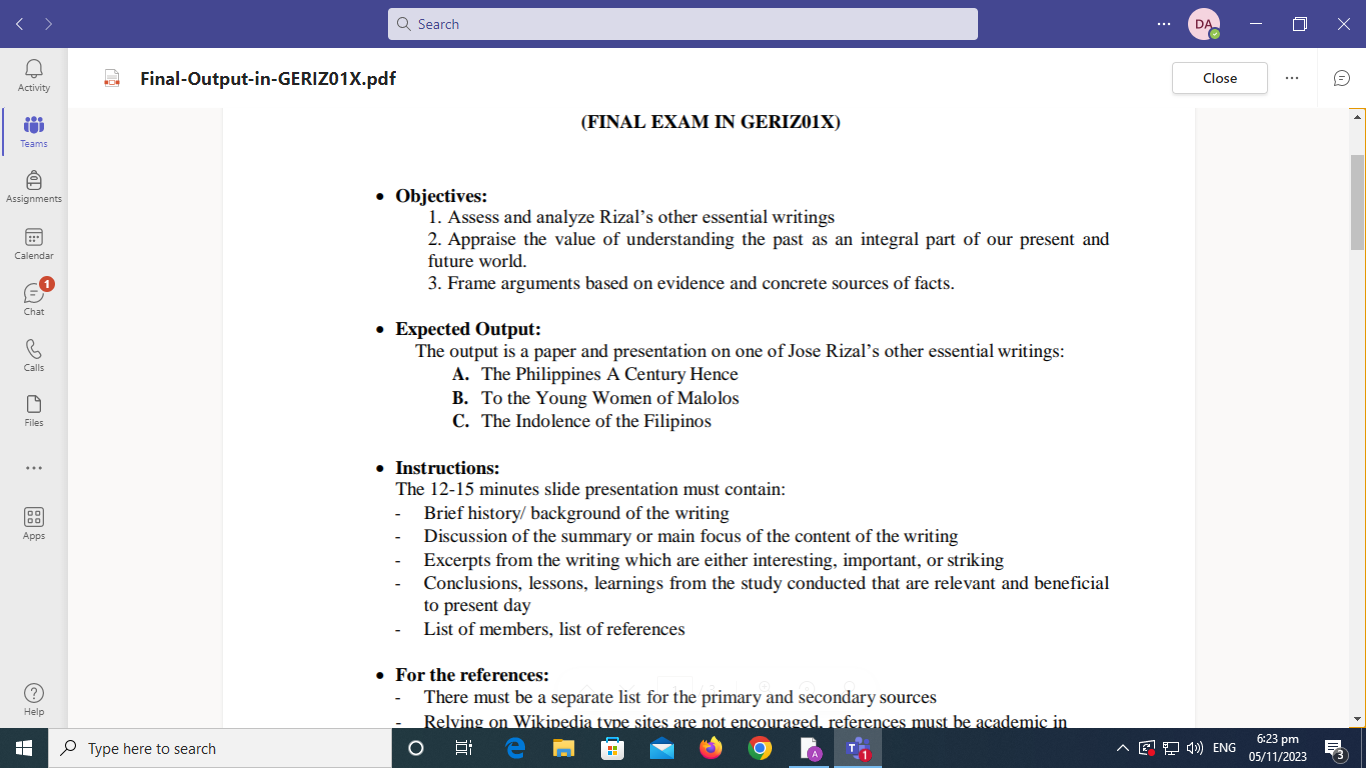 Search
DA
Activity
Teams
Assignments
Calendar
1
Chat
Calls
Files
Apps
Help
Final-Output-in-GERIZ01X.pdf
Close
(FINAL EXAM IN GERIZ01X)
• Objectives:
1. Assess and analyze Rizal's other essential writings
2. Appraise the value of understanding the past as an integral part of our present and
future world.
3. Frame arguments based on evidence and concrete sources of facts.
• Expected Output:
The output is a paper and presentation on one of Jose Rizal's other essential writings:
A. The Philippines A Century Hence
B. To the Young Women of Malolos
C. The Indolence of the Filipinos
• Instructions:
The 12-15 minutes slide presentation must contain:
- Brief history/ background of the writing
- Discussion of the summary or main focus of the content of the writing
- Excerpts from the writing which are either interesting, important, or striking
- Conclusions, lessons, learnings from the study conducted that are relevant and beneficial
to present day
- List of members, list of references
• For the references:
- There must be a separate list for the primary and secondary sources
- Relying on Wikipedia type sites are not encouraged, references must be academic in
Type here to search
ENG
6:23 pm
05/11/2023
3